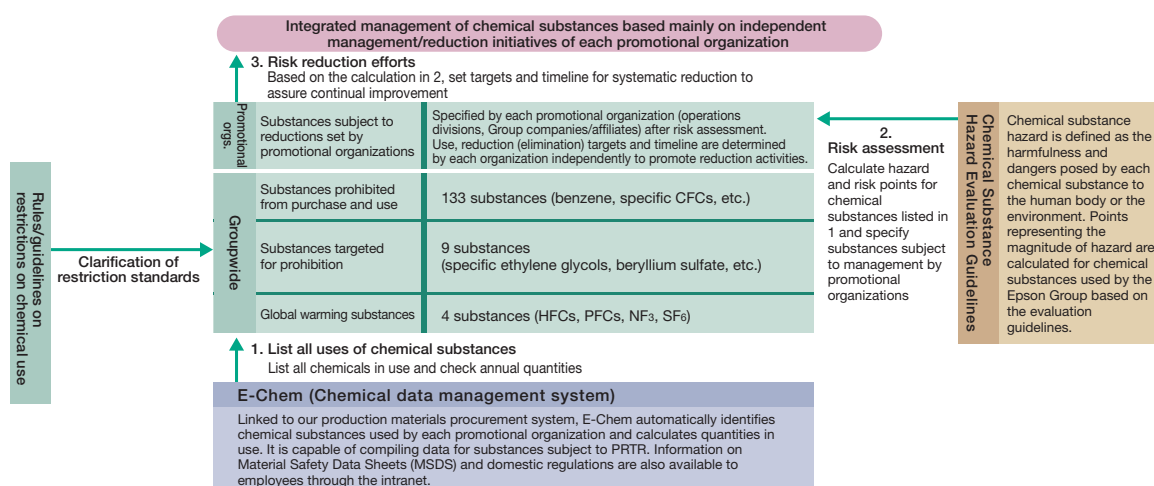 Integrated management of chemical substances based mainly on independent
management/reduction initiatives of each promotional organization
3. Risk reduction efforts
Based on the calculation in 2, set targets and timeline for systematic reduction to
assure continual improvement
Promotional
orgs.
Substances subject to
reductions set by
promotional organizations
Specified by each promotional organization (operations
divisions, Group companies/affiliates) after risk assessment.
Use, reduction (elimination) targets and timeline are determined
by each organization independently to promote reduction activities.
Groupwide
Substances prohibited
from purchase and use
133 substances (benzene, specific CFCs, etc.)
Substances targeted
for prohibition
9 substances
(specific ethylene glycols, beryllium sulfate, etc.)
Global warming substances
4 substances (HFCs, PFCs, NF3, SF6)
Rules/guidelines on
restrictions on chemical use
Clarification of
restriction standards
2.
Risk assessment
Calculate hazard
and risk points for
chemical
substances listed in
1 and specify
substances subject
to management by
promotional
organizations
Chemical Substance
Hazard Evaluation Guidelines
Chemical substance
hazard is defined as the
harmfulness and
dangers posed by each
chemical substance to
the human body or the
environment. Points
representing the
magnitude of hazard are
calculated for chemical
substances used by the
Epson Group based on
the evaluation
guidelines.
1. List all uses of chemical substances
List all chemicals in use and check annual quantities
E-Chem (Chemical data management system)
Linked to our production materials procurement system, E-Chem automatically identifies
chemical substances used by each promotional organization and calculates quantities in
use. It is capable of compiling data for substances subject to PRTR. Information on
Material Safety Data Sheets (MSDS) and domestic regulations are also available to
employees through the intranet.